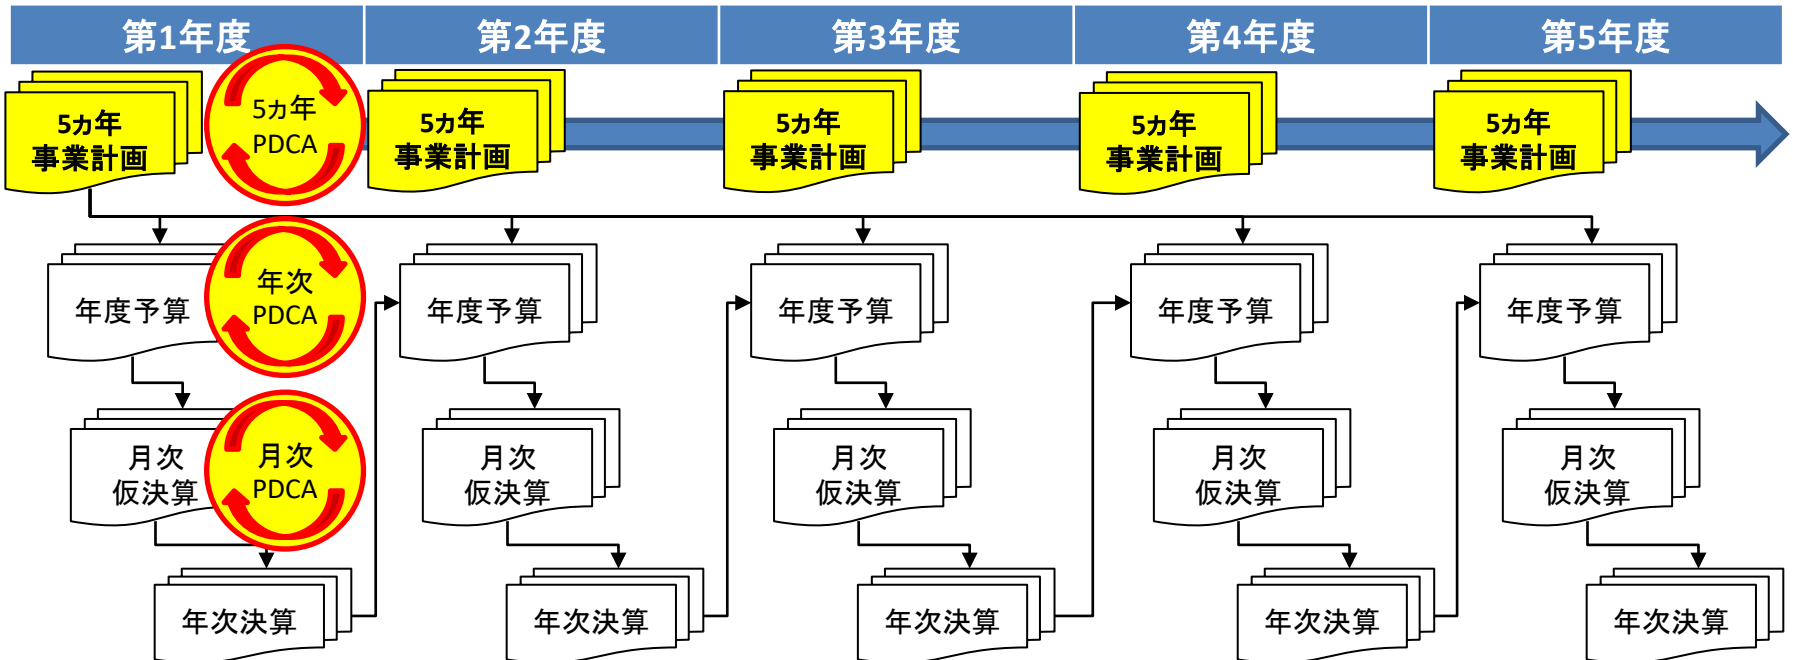 第1年度
第2年度
第3年度
第4年度
第5年度
5カ年
事業計画
5カ年
PDCA
5カ年
事業計画
5カ年
事業計画
5カ年
事業計画
5カ年
事業計画
年度予算
年次
PDCA
年度予算
年度予算
年度予算
年度予算
月次
仮決算
月次
PDCA
月次
仮決算
月次
仮決算
月次
仮決算
月次
仮決算
年次決算
年次決算
年次決算
年次決算
年次決算